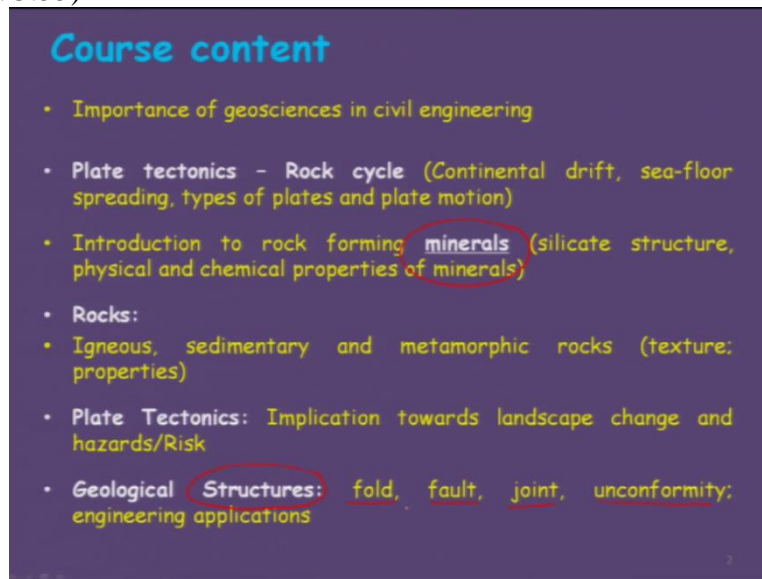 Course content
• Importance of geosciences in civil engineering
• Plate tectonics - Rock cycle (Continental drift, sea-floor
spreading, types of plates and plate motion)
• Introduction to rock forming minerals (silicate structure,
physical and chemical properties of minerals)
• Rocks:
• Igneous, sedimentary and metamorphic rocks (texture;
properties)
• Plate Tectonics: Implication towards landscape change and
hazards/Risk
• Geological Structures: fold, fault, joint, unconformity;
engineering applications
2